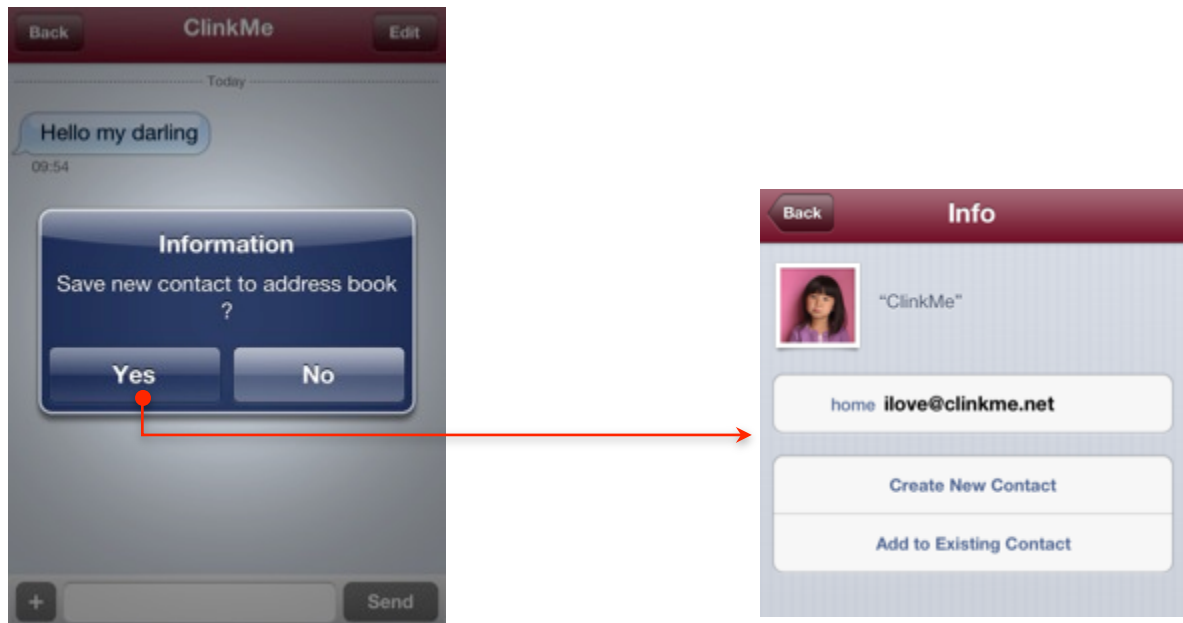 Back ClinkMe Edit
Today
Hello my darling
09:54
Information
Save new contact to address book
?
Yes No
+ Send
Back Info
“ClinkMe”
home ilove@clinkme.net
Create New Contact
Add to Existing Contact